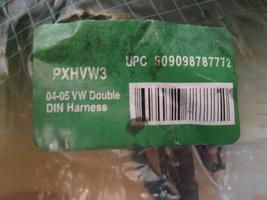 PXHVW3
UPC 609098787772
04-05 VW Double
DIN Harness